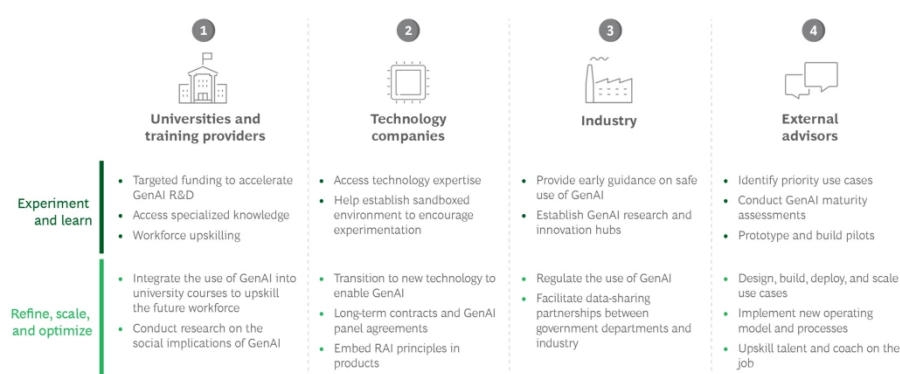 1
2
3
4
Universities and
training providers
Technology
companies
Industry
External
advisors
Experiment
and learn
• Targeted funding to accelerate
GenAI R&D
• Access specialized knowledge
• Workforce upskilling
• Access technology expertise
• Help establish sandboxed
environment to encourage
experimentation
• Provide early guidance on safe
use of GenAI
• Establish GenAI research and
innovation hubs
• Identify priority use cases
• Conduct GenAI maturity
assessments
• Prototype and build pilots
Refine, scale,
and optimize
• Integrate the use of GenAI into
university courses to upskill
the future workforce
• Conduct research on the
social implications of GenAI
• Transition to new technology to
enable GenAI
• Long-term contracts and GenAI
panel agreements
• Embed RAI principles in
products
• Regulate the use of GenAI
• Facilitate data-sharing
partnerships between
government departments and
industry
• Design, build, deploy, and scale
use cases
• Implement new operating
model and processes
• Upskill talent and coach on the
job